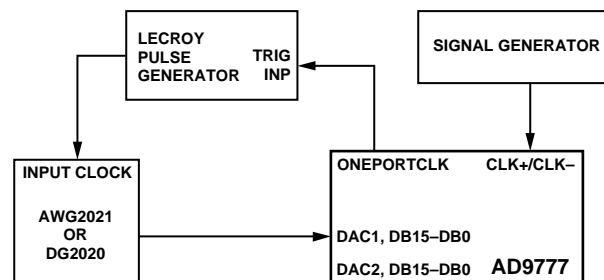 LECROY
PULSE
GENERATOR
TRIG
INP
SIGNAL GENERATOR
INPUT CLOCK
AWG2021
OR
DG2020
ONEPORTCLK
CLK+/CLK–
DAC1, DB15–DB0
DAC2, DB15–DB0
AD9777